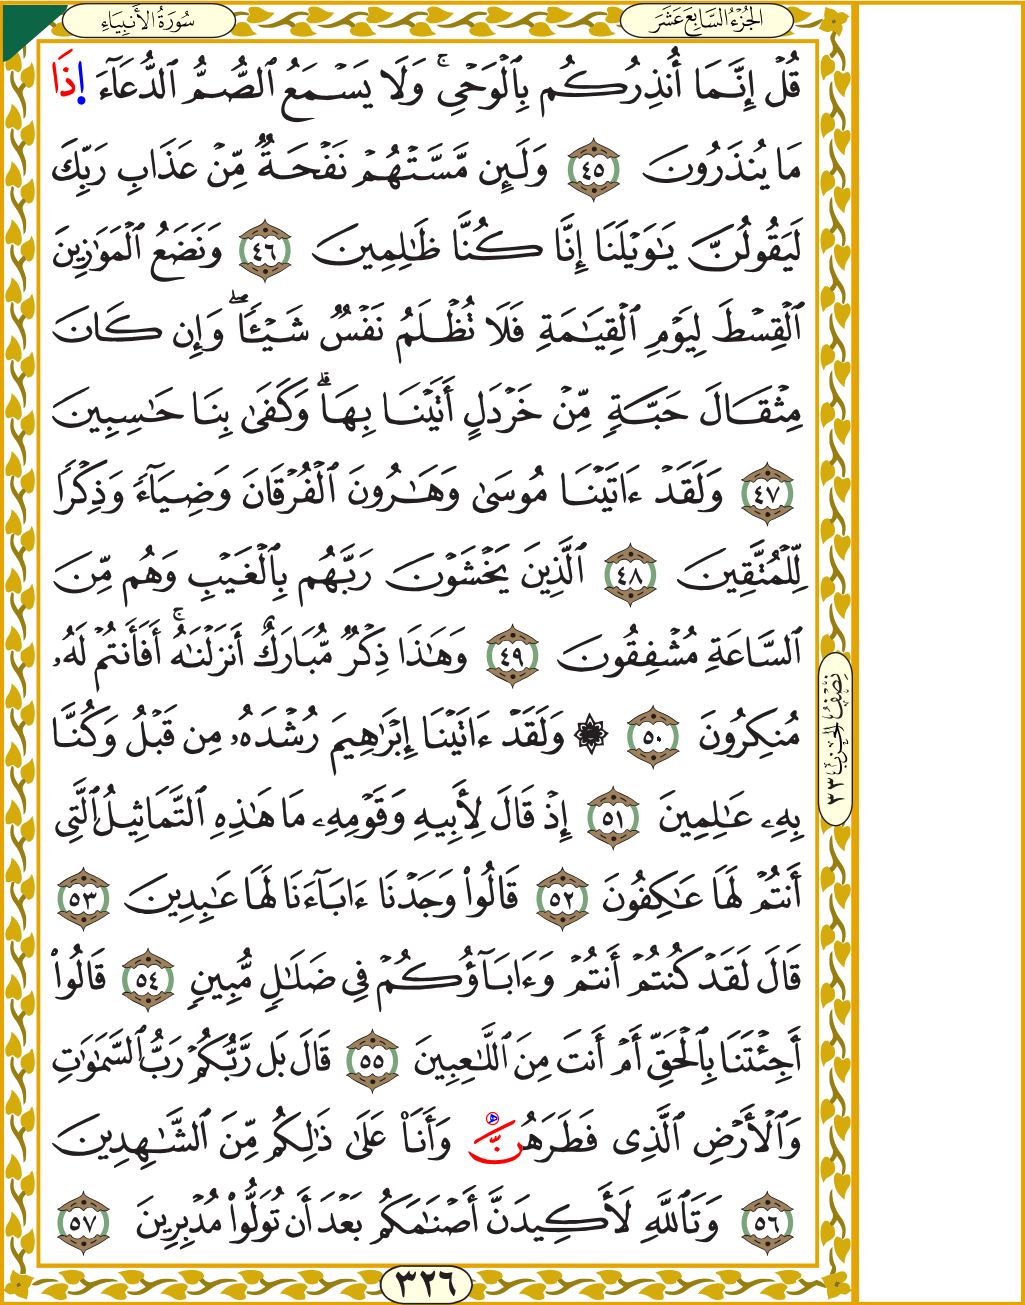 الجُزْءُ السَّابِعَ عَشَرَ
سُورَةُ الأَنبِيَاءِ
قُلْ إِنَّمَآ أُنذِرُكُم بِٱلْوَحْىِ ۚ وَلَا يَسْمَعُ ٱلصُّمُّ ٱلدُّعَآءَ إِذَا
مَا يُنذَرُونَ ٤٥ وَلَئِن مَّسَّتْهُمْ نَفْحَةٌ مِّنْ عَذَابِ رَبِّكَ
لَيَقُولُنَّ يَٰوَيْلَنَآ إِنَّا كُنَّا ظَٰلِمِينَ ٤٦ وَنَضَعُ ٱلْمَوَٰزِينَ
ٱلْقِسْطَ لِيَوْمِ ٱلْقِيَٰمَةِ فَلَا تُظْلَمُ نَفْسٌ شَيْـًٔا ۖ وَإِن كَانَ
مِثْقَالَ حَبَّةٍ مِّنْ خَرْدَلٍ أَتَيْنَا بِهَا ۗ وَكَفَىٰ بِنَا حَٰسِبِينَ
٤٧ وَلَقَدْ ءَاتَيْنَا مُوسَىٰ وَهَٰرُونَ ٱلْفُرْقَانَ وَضِيَآءً وَذِكْرًا
لِّلْمُتَّقِينَ ٤٨ ٱلَّذِينَ يَخْشَوْنَ رَبَّهُم بِٱلْغَيْبِ وَهُم مِّنَ
ٱلسَّاعَةِ مُشْفِقُونَ ٤٩ وَهَٰذَا ذِكْرٌ مُّبَارَكٌ أَنزَلْنَٰهُ ۚ أَفَأَنتُمْ لَهُۥ
مُنكِرُونَ ٥٠ ۞ وَلَقَدْ ءَاتَيْنَآ إِبْرَٰهِيمَ رُشْدَهُۥ مِن قَبْلُ وَكُنَّا
بِهِۦ عَٰلِمِينَ ٥١ إِذْ قَالَ لِأَبِيهِ وَقَوْمِهِۦ مَا هَٰذِهِ ٱلتَّمَاثِيلُ ٱلَّتِىٓ
أَنتُمْ لَهَا عَٰكِفُونَ ٥٢ قَالُوا۟ وَجَدْنَآ ءَابَآءَنَا لَهَا عَٰبِدِينَ ٥٣
قَالَ لَقَدْ كُنتُمْ أَنتُمْ وَءَابَآؤُكُمْ فِى ضَلَٰلٍ مُّبِينٍ ٥٤ قَالُوٓا۟
أَجِئْتَنَا بِٱلْحَقِّ أَمْ أَنتَ مِنَ ٱللَّٰعِبِينَ ٥٥ قَالَ بَل رَّبُّكُمْ رَبُّ ٱلسَّمَٰوَٰتِ
وَٱلْأَرْضِ ٱلَّذِى فَطَرَهُنَّ وَأَنَا۠ عَلَىٰ ذَٰلِكُم مِّنَ ٱلشَّٰهِدِينَ
٥٦ وَتَٱللَّهِ لَأَكِيدَنَّ أَصْنَٰمَكُم بَعْدَ أَن تُوَلُّوا۟ مُدْبِرِينَ ٥٧
نِصْفُ الحِزْبِ ٣٣
٣٢٦